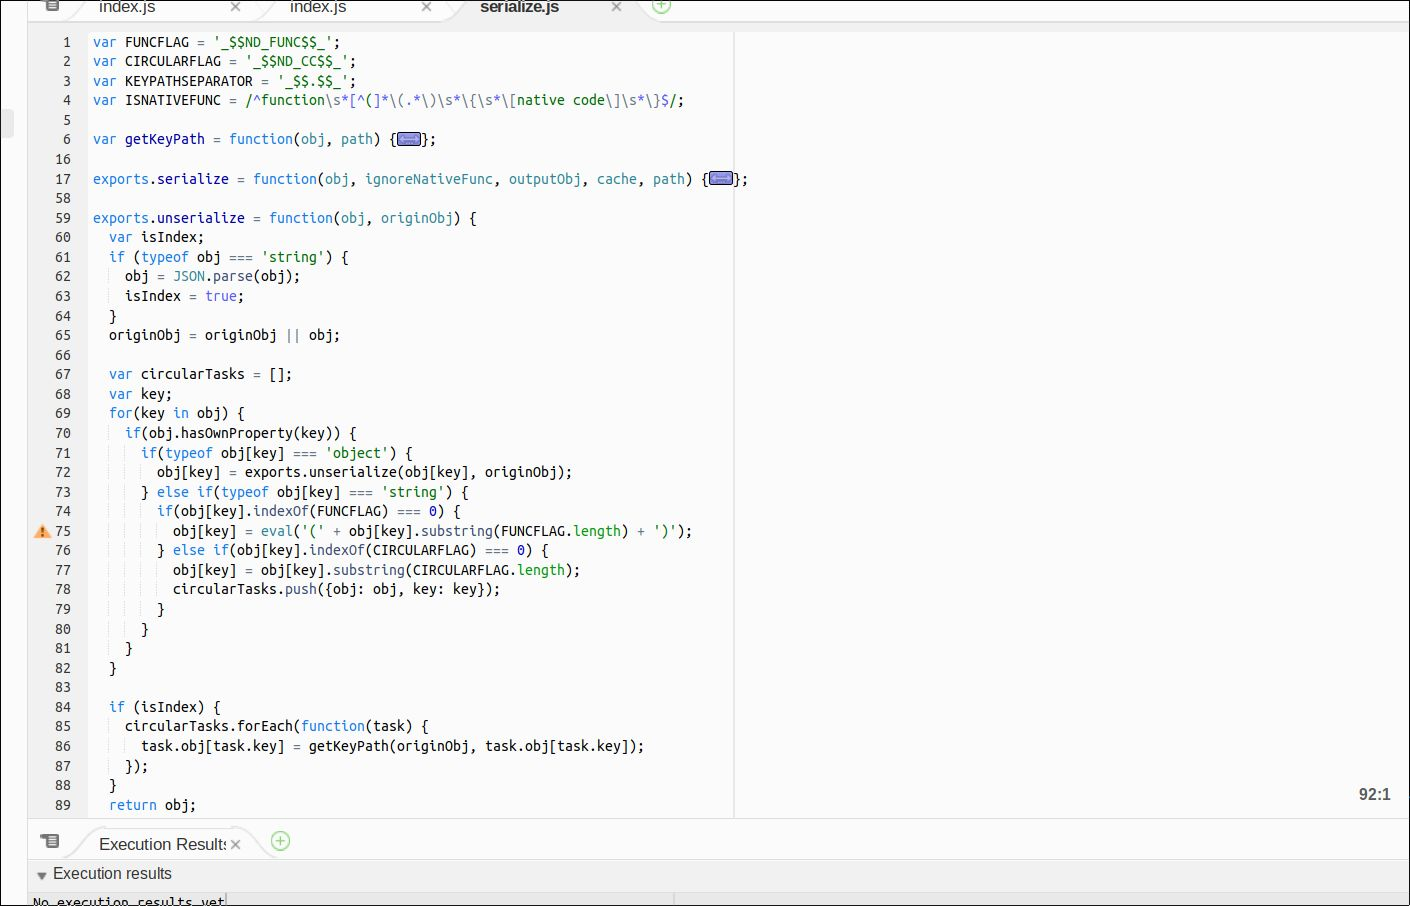 index.js × index.js × serialize.js ×
1 var FUNCFLAG = '_$$ND_FUNC$$_';
2 var CIRCULARFLAG = '_$$ND_CC$$_';
3 var KEYPATHSEPARATOR = '_$$.$$_';
4 var ISNATIVEFUNC = /^function\s*[^(]*\(.*\)\s*\{\s*\[native code\]\s*\}$/;
5
6 var getKeyPath = function(obj, path) {};
16
17 exports.serialize = function(obj, ignoreNativeFunc, outputObj, cache, path) {};
58
59 exports.unserialize = function(obj, originObj) {
60 var isIndex;
61 if (typeof obj === 'string') {
62 obj = JSON.parse(obj);
63 isIndex = true;
64 }
65 originObj = originObj || obj;
66
67 var circularTasks = [];
68 var key;
69 for(key in obj) {
70 if(obj.hasOwnProperty(key)) {
71 if(typeof obj[key] === 'object') {
72 obj[key] = exports.unserialize(obj[key], originObj);
73 } else if(typeof obj[key] === 'string') {
74 if(obj[key].indexOf(FUNCFLAG) === 0) {
75 obj[key] = eval('(' + obj[key].substring(FUNCFLAG.length) + ')');
76 } else if(obj[key].indexOf(CIRCULARFLAG) === 0) {
77 obj[key] = obj[key].substring(CIRCULARFLAG.length);
78 circularTasks.push({obj: obj, key: key});
79 }
80 }
81 }
82 }
83
84 if (isIndex) {
85 circularTasks.forEach(function(task) {
86 task.obj[task.key] = getKeyPath(originObj, task.obj[task.key]);
87 });
88 }
89 return obj;
92:1
Execution Results ×
Execution results
No execution results yet